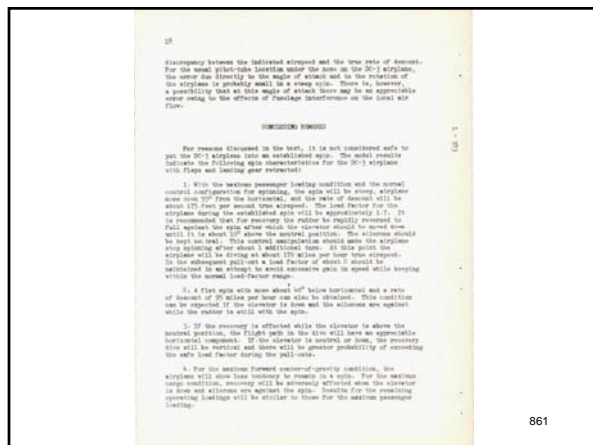 18
discrepancy between the indicated airspeed and the true rate of descent.
For the usual pitot-tube location under the nose on the DC-3 airplane,
the error due directly to the angle of attack and to the rotation of
the airplane is probably small in a steep spin. There is, however,
a possibility that at this angle of attack there may be an appreciable
error owing to the effects of fuselage interference on the local air
flow.
CONCLUDING REMARKS
For reasons discussed in the text, it is not considered safe to
put the DC-3 airplane into an established spin. The model results
indicate the following spin characteristics for the DC-3 airplane
with flaps and landing gear retracted:
1. With the maximum passenger loading condition and the normal
control configuration for spinning, the spin will be steep, airplane
nose down 55° from the horizontal, and the rate of descent will be
about 175 feet per second true airspeed. The load factor for the
airplane during the established spin will be approximately 1.7. It
is recommended that for recovery the rudder be rapidly reversed to
full against the spin after which the elevator should be moved down
until it is about 10° above the neutral position. The ailerons should
be kept neutral. This control manipulation should make the airplane
stop spinning after about 1 additional turn. At this point the
airplane will be diving at about 170 miles per hour true airspeed.
In the subsequent pull-out a load factor of about 2 should be
maintained in an attempt to avoid excessive gain in speed while keeping
within the normal load-factor range.
2. A flat spin with nose about 40° below horizontal and a rate
of descent of 95 miles per hour can also be obtained. This condition
can be expected if the elevator is down and the ailerons are against
while the rudder is still with the spin.
3. If the recovery is effected while the elevator is above the
neutral position, the flight path in the dive will have an appreciable
horizontal component. If the elevator is neutral or down, the recovery
dive will be vertical and there will be greater probability of exceeding
the safe load factor during the pull-outs.
4. For the maximum forward center-of-gravity condition, the
airplane will show less tendency to remain in a spin. For the maximum
cargo condition, recovery will be adversely affected when the elevator
is down and ailerons are against the spin. Results for the remaining
operating loadings will be similar to those for the maximum passenger
loading.
861